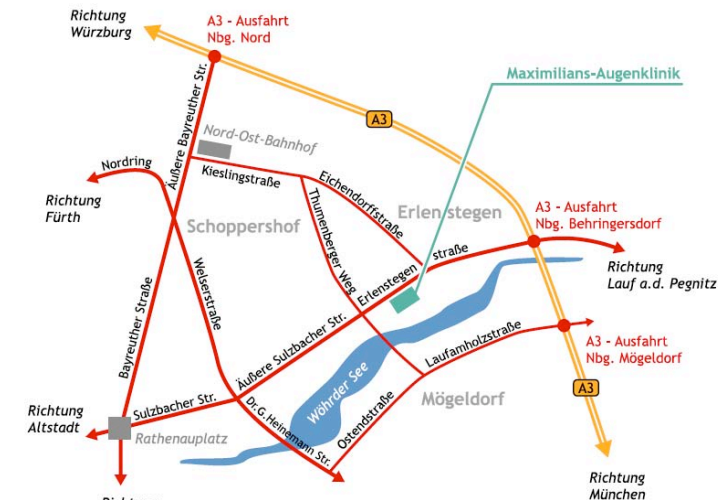 Richtung
Würzburg
A3 - Ausfahrt
Nbg. Nord
Maximilians-Augenklinik
A3
Äußere Bayreuther Str.
Nord-Ost-Bahnhof
Nordring
Kieslingstraße
Eichendorffstraße
Richtung
Fürth
Schoppershof
Thumenberger Weg
Erlenstegen
A3 - Ausfahrt
Nbg. Behringersdorf
Erlenstegen straße
Richtung
Lauf a.d. Pegnitz
Welserstraße
Bayreuther Straße
Äußere Sulzbacher Str.
Laufamholzstraße
A3 - Ausfahrt
Nbg. Mögeldorf
Wöhrder See
A3
Mögeldorf
Richtung
Altstadt
Sulzbacher Str.
Rathenauplatz
Dr.G.Heinemann Str.
Ostendstraße
Richtung
München